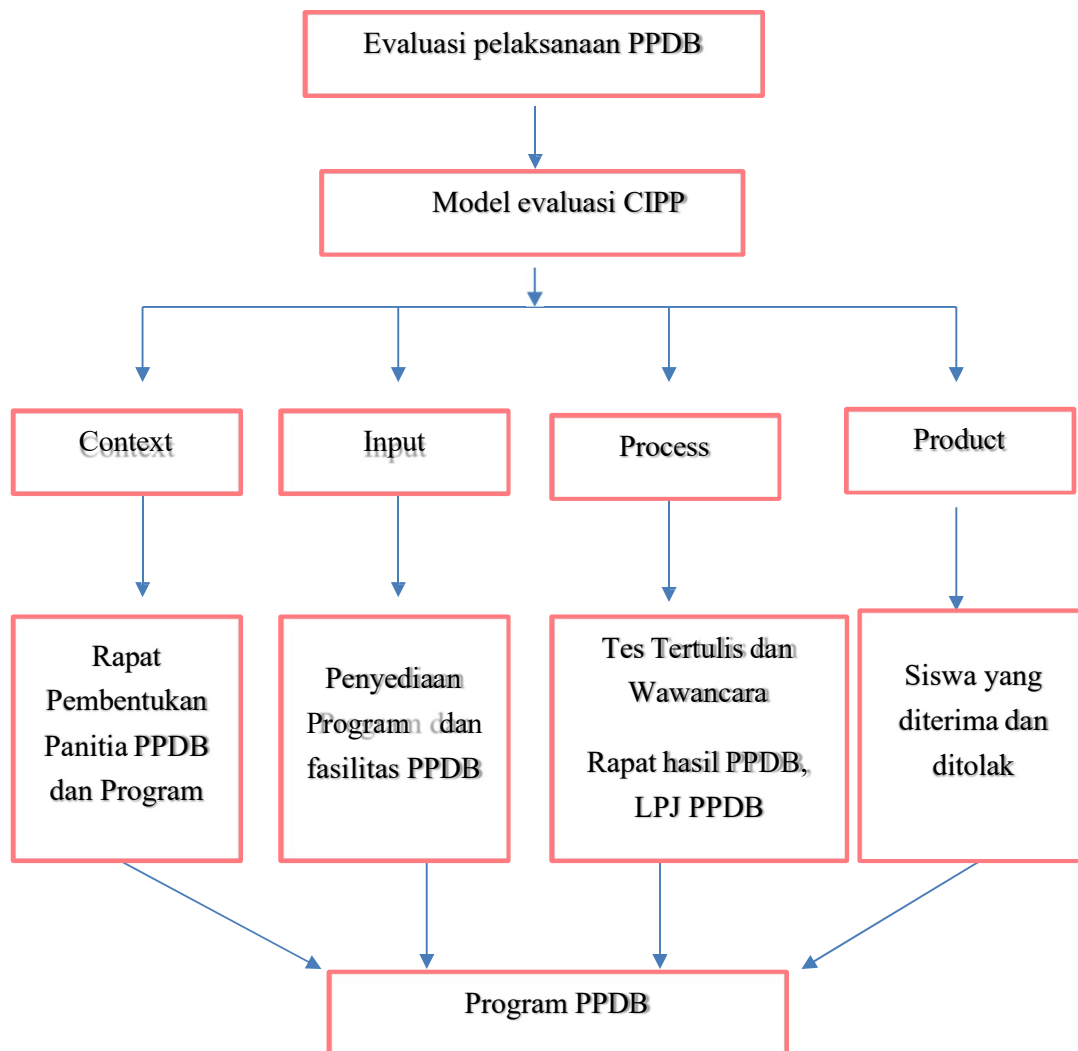 Evaluasi pelaksanaan PPDB
Model evaluasi CIPP
Context
Input
Process
Product
Rapat
Pembentukan
Panitia PPDB
dan Program
Penyediaan
Program dan
fasilitas PPDB
Tes Tertulis dan
Wawancara
Rapat hasil PPDB,
LPJ PPDB
Siswa yang
diterima dan
ditolak
Program PPDB